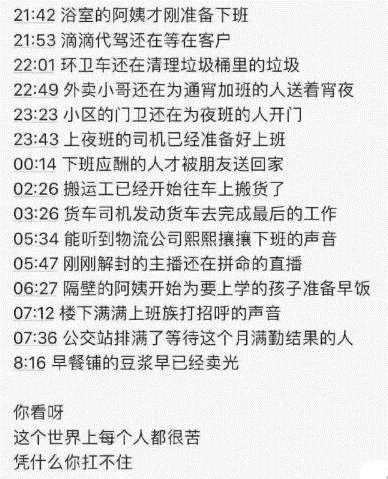 21:42 浴室的阿姨才刚准备下班
21:53 滴滴代驾还在等在客户
22:01 环卫车还在清理垃圾桶里的垃圾
22:49 外卖小哥还在为通宵加班的人送着宵夜
23:23 小区的门卫还在为夜班的人开门
23:43 上夜班的司机已经准备好上班
00:14 下班应酬的人才被朋友送回家
02:26 搬运工已经开始往车上搬货了
03:26 货车司机发动货车去完成最后的工作
05:34 能听到物流公司熙熙攘攘下班的声音
05:47 刚刚解封的主播还在拼命的直播
06:27 隔壁的阿姨开始为要上学的孩子准备早饭
07:12 楼下满满上班族打招呼的声音
07:36 公交站排满了等待这个月满勤结果的人
8:16 早餐铺的豆浆早已经卖光
你看呀
这个世界上每个人都很苦
凭什么你扛不住